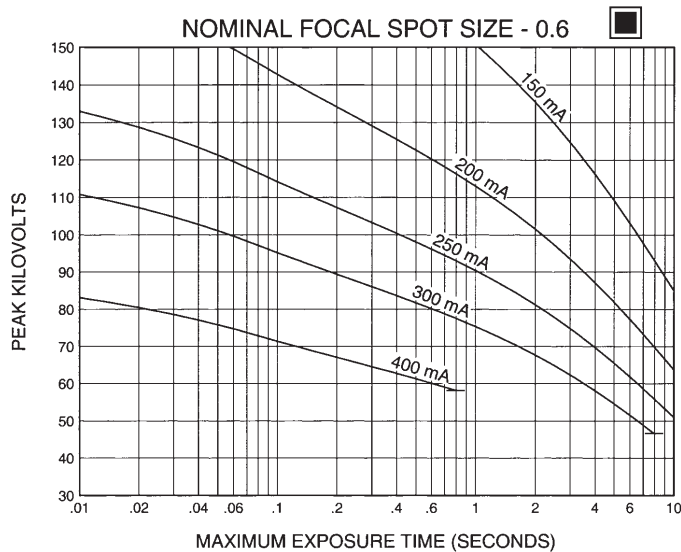 NOMINAL FOCAL SPOT SIZE - 0.6
150
140
130
120
110
100
90
80
70
60
50
40
30
PEAK KILOVOLTS
150 mA
200 mA
250 mA
300 mA
400 mA
.01 .02 .04 .06 .1 .2 .4 .6 1 2 4 6 10
MAXIMUM EXPOSURE TIME (SECONDS)